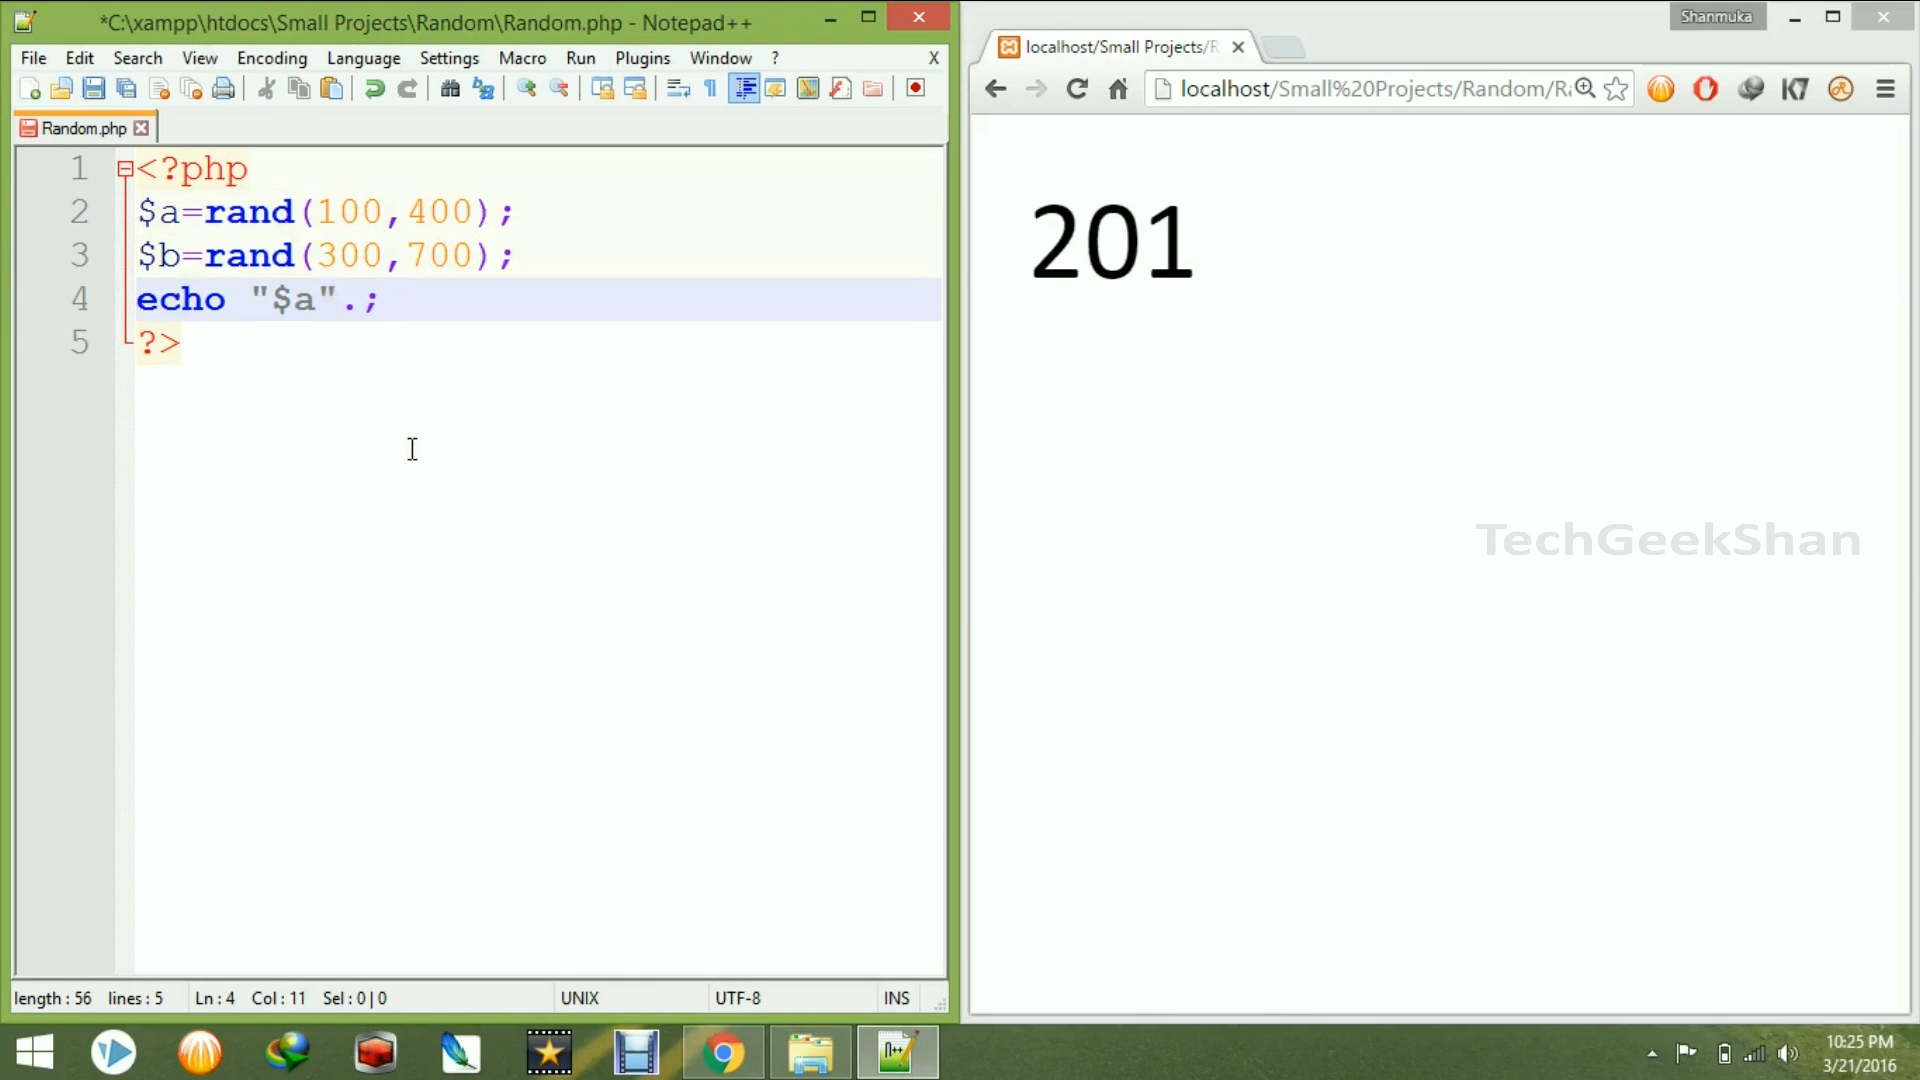 *C:\xampp\htdocs\Small Projects\Random\Random.php - Notepad++
File Edit Search View Encoding Language Settings Macro Run Plugins Window ? X
Random.php
1 <?php
2 $a=rand(100,400);
3 $b=rand(300,700);
4 echo "$a".;
5 ?>
length : 56 lines : 5 Ln : 4 Col : 11 Sel : 0 | 0 UNIX UTF-8 INS
Shanmuka
localhost/Small Projects/R
localhost/Small%20Projects/Random/Ra
K7
201
TechGeekShan
10:25 PM
3/21/2016